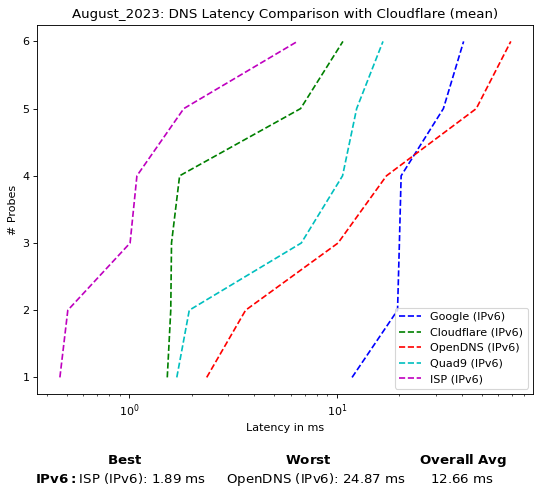 August_2023: DNS Latency Comparison with Cloudflare (mean)
6
5
4
3
2
1
# Probes
Google (IPv6)
Cloudflare (IPv6)
OpenDNS (IPv6)
Quad9 (IPv6)
ISP (IPv6)
10⁰ 10¹
Latency in ms
Best Worst Overall Avg
IPv6: ISP (IPv6): 1.89 ms OpenDNS (IPv6): 24.87 ms 12.66 ms